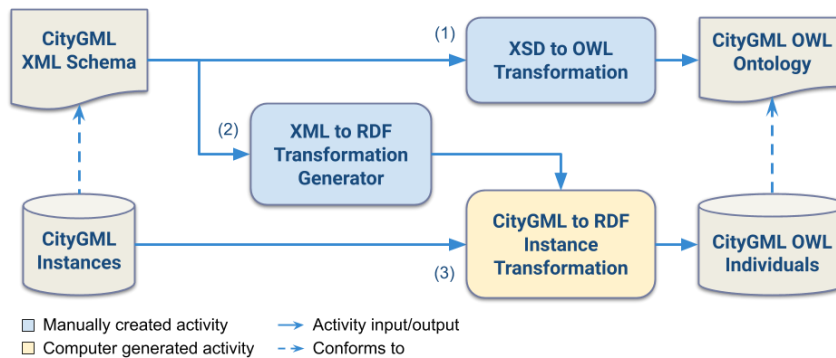 CityGML
XML Schema
(1)
XSD to OWL
Transformation
CityGML OWL
Ontology
(2)
XML to RDF
Transformation
Generator
CityGML
Instances
(3)
CityGML to RDF
Instance
Transformation
CityGML OWL
Individuals
Manually created activity
Activity input/output
Computer generated activity
Conforms to